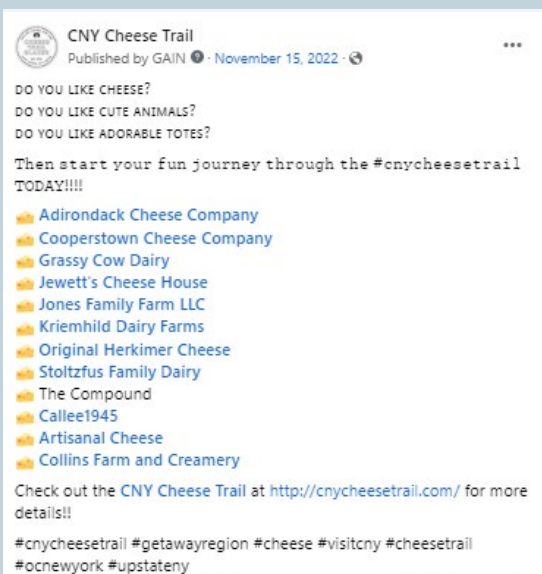 CNY Cheese Trail
Published by GAIN · November 15, 2022 ·
DO YOU LIKE CHEESE?
DO YOU LIKE CUTE ANIMALS?
DO YOU LIKE ADORABLE TOTES?
Then start your fun journey through the #cnycheesetrail
TODAY!!!!
🧀 Adirondack Cheese Company
🧀 Cooperstown Cheese Company
🧀 Grassy Cow Dairy
🧀 Jewett's Cheese House
🧀 Jones Family Farm LLC
🧀 Kriemhild Dairy Farms
🧀 Original Herkimer Cheese
🧀 Stoltzfus Family Dairy
🧀 The Compound
🧀 Callee1945
🧀 Artisanal Cheese
🧀 Collins Farm and Creamery
Check out the CNY Cheese Trail at http://cnycheesetrail.com/ for more
details!!
#cnycheesetrail #getawayregion #cheese #visitcny #cheesetrail
#ocnewyork #upstateny